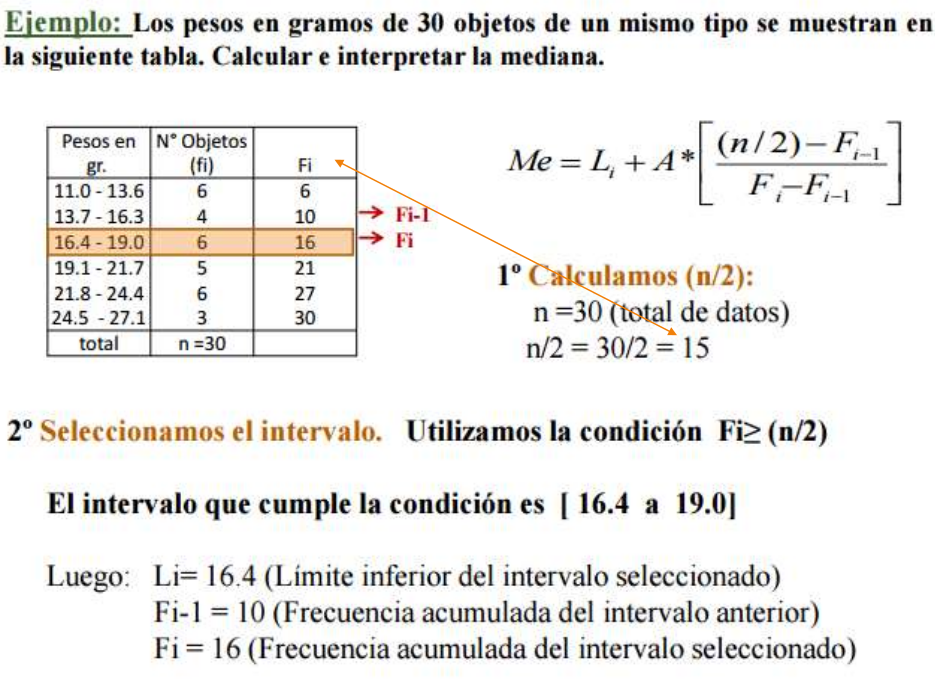 Ejemplo: Los pesos en gramos de 30 objetos de un mismo tipo se muestran en
la siguiente tabla. Calcular e interpretar la mediana.
Pesos en gr. N° Objetos (fi) Fi
11.0 - 13.6 6 6
13.7 - 16.3 4 10 → Fi-1
16.4 - 19.0 6 16 → Fi
19.1 - 21.7 5 21
21.8 - 24.4 6 27
24.5 - 27.1 3 30
total n =30
Me = L_i + A * [ ((n / 2) - F_{i-1}) / (F_i - F_{i-1}) ]
1º Calculamos (n/2):
n =30 (total de datos)
n/2 = 30/2 = 15
2º Seleccionamos el intervalo. Utilizamos la condición Fi≥ (n/2)
El intervalo que cumple la condición es [ 16.4 a 19.0]
Luego: Li= 16.4 (Límite inferior del intervalo seleccionado)
Fi-1 = 10 (Frecuencia acumulada del intervalo anterior)
Fi = 16 (Frecuencia acumulada del intervalo seleccionado)